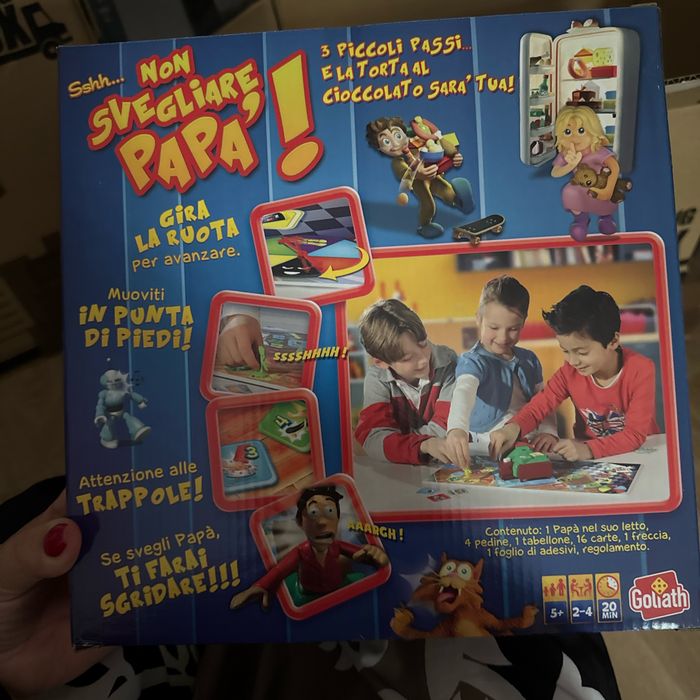 Sshh... NON
SVEGLIARE
PAPA'!
3 PICCOLI PASSI...
E LA TORTA AL
CIOCCOLATO SARA' TUA!
GIRA
LA RUOTA
per avanzare.
Muoviti
IN PUNTA
DI PIEDI!
SSSSHHHH!
Attenzione alle
TRAPPOLE!
3
Se svegli Papà,
TI FARAI
SGRIDARE!!!
AAARGH!
Contenuto: 1 Papà nel suo letto,
4 pedine, 1 tabellone, 16 carte, 1 freccia,
1 foglio di adesivi, regolamento.
5+
2-4
20
MIN
Goliath